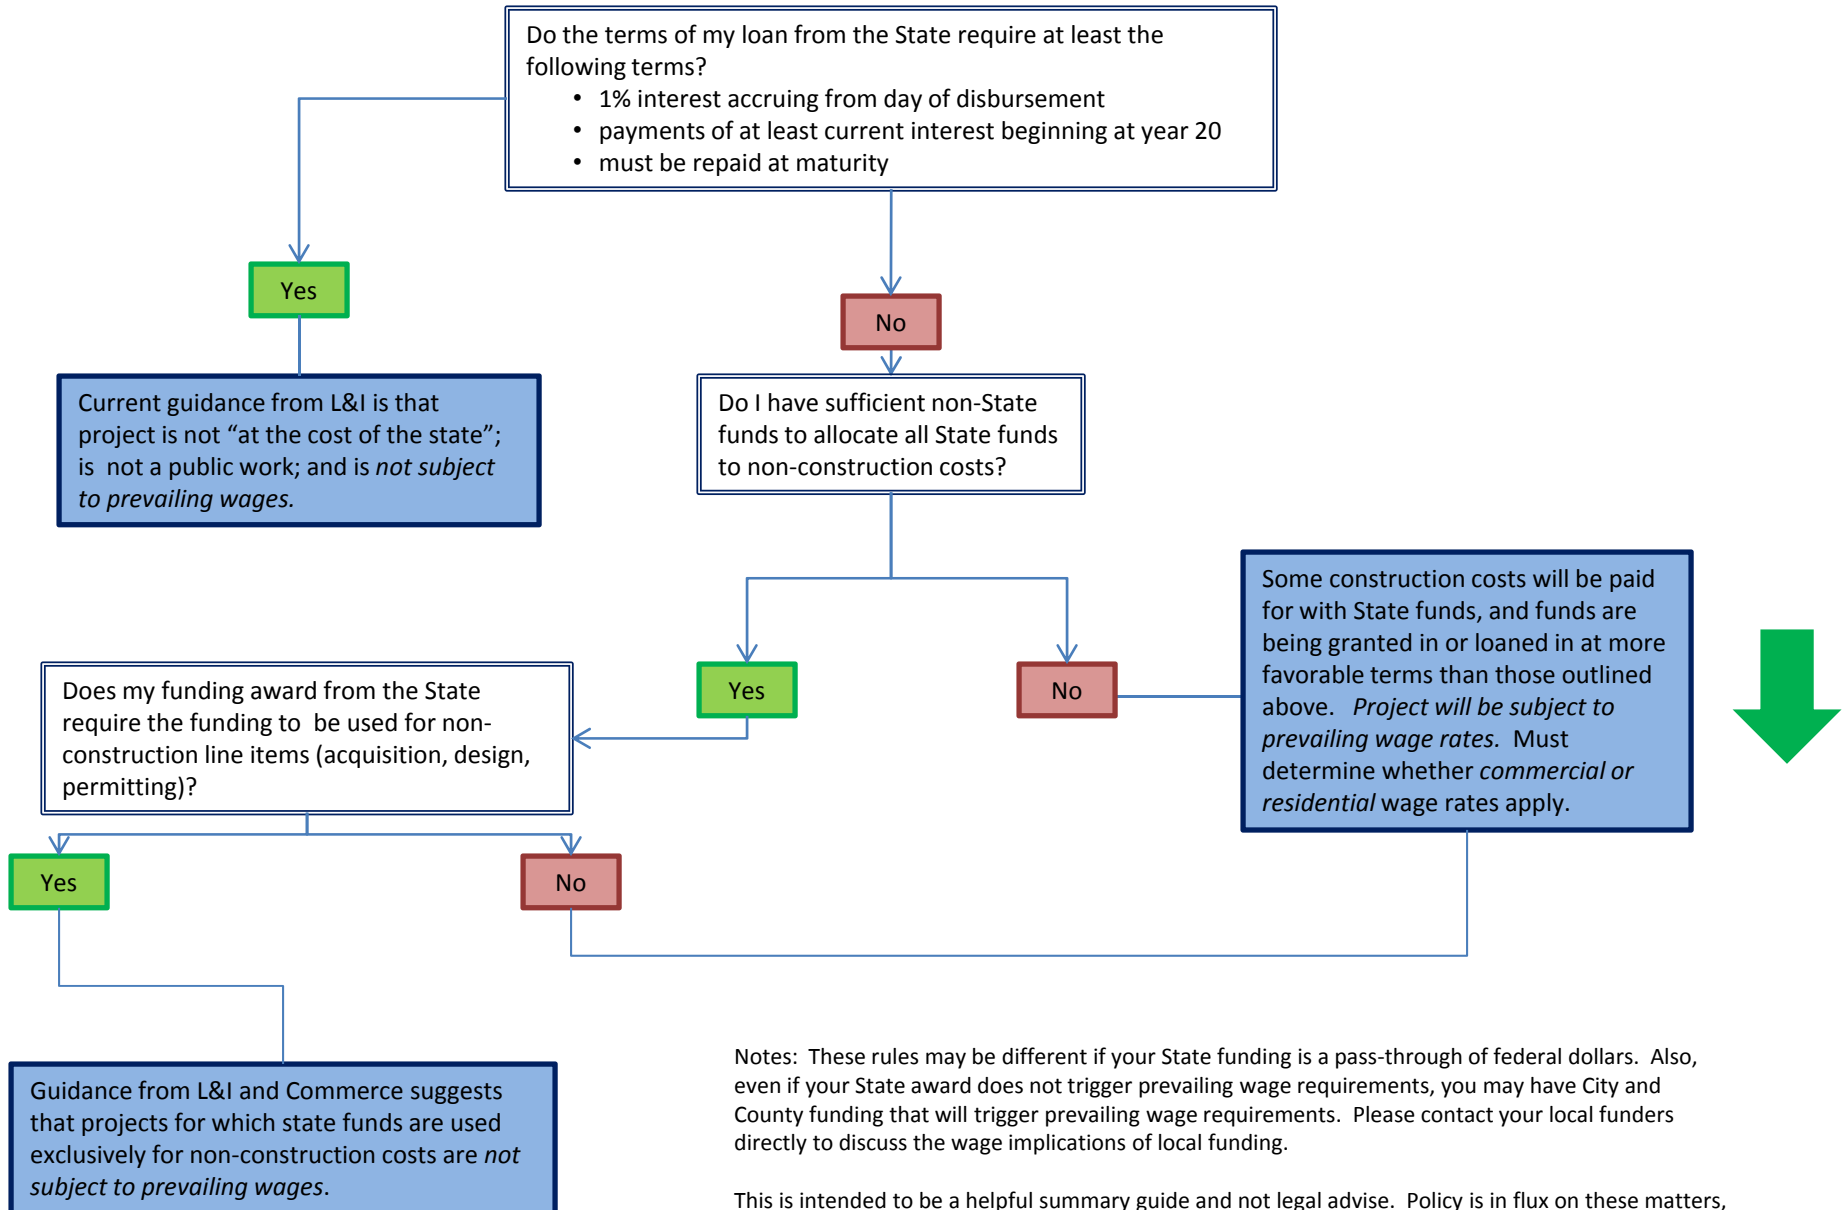 Do the terms of my loan from the State require at least the
following terms?
• 1% interest accruing from day of disbursement
• payments of at least current interest beginning at year 20
• must be repaid at maturity
Yes
No
Current guidance from L&I is that
project is not “at the cost of the state”;
is  not a public work; and is not subject
to prevailing wages.
Do I have sufficient non-State
funds to allocate all State funds
to non-construction costs?
Some construction costs will be paid
for with State funds, and funds are
being granted in or loaned in at more
favorable terms than those outlined
above.   Project will be subject to
prevailing wage rates.  Must
determine whether commercial or
residential wage rates apply.
Yes
No
Does my funding award from the State
require the funding to  be used for non-
construction line items (acquisition, design,
permitting)?
Yes
No
Guidance from L&I and Commerce suggests
that projects for which state funds are used
exclusively for non-construction costs are not
subject to prevailing wages.
Notes:  These rules may be different if your State funding is a pass-through of federal dollars.  Also,
even if your State award does not trigger prevailing wage requirements, you may have City and
County funding that will trigger prevailing wage requirements.  Please contact your local funders
directly to discuss the wage implications of local funding.
This is intended to be a helpful summary guide and not legal advise.  Policy is in flux on these matters,